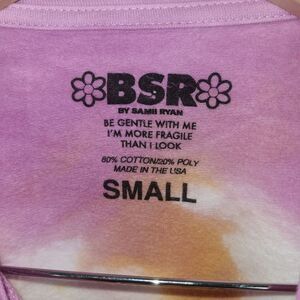 BSR
BY SAMII RYAN
BE GENTLE WITH ME
I'M MORE FRAGILE
THAN I LOOK
80% COTTON/20% POLY
MADE IN THE USA
SMALL